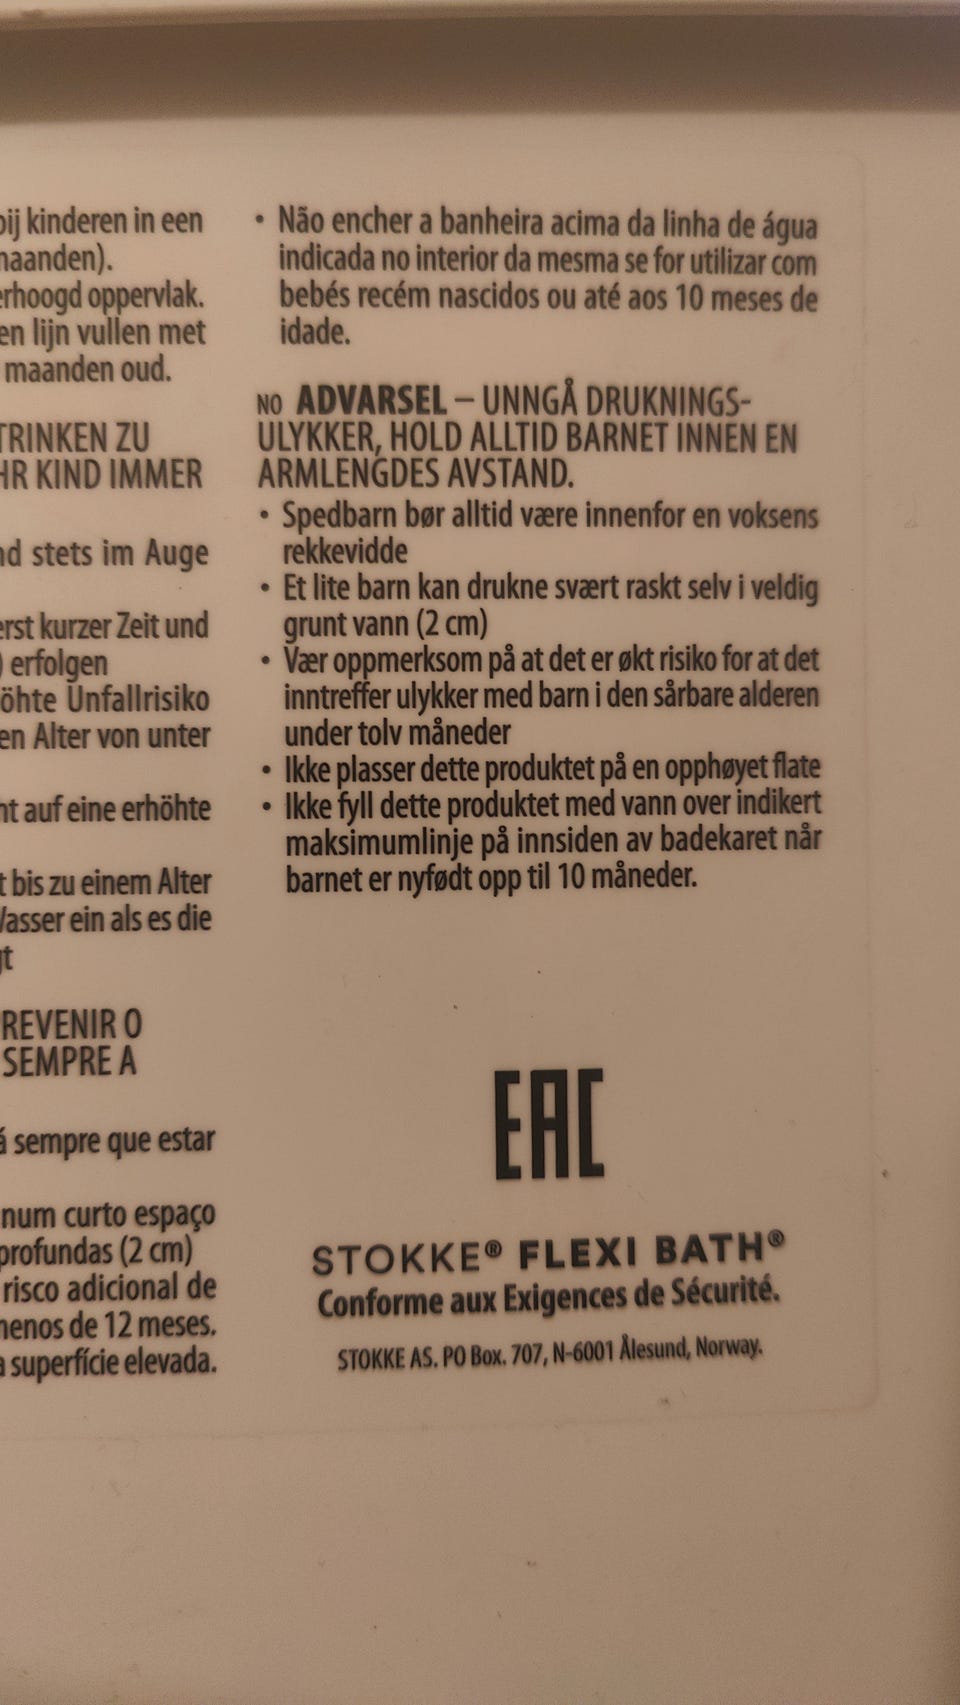 bij kinderen in een
maanden).
erhoogd oppervlak.
en lijn vullen met
maanden oud.
TRINKEN ZU
HR KIND IMMER
nd stets im Auge
erst kurzer Zeit und
) erfolgen
öhte Unfallrisiko
en Alter von unter
ht auf eine erhöhte
t bis zu einem Alter
Wasser ein als es die
gt
REVENIR O
SEMPRE A
á sempre que estar
num curto espaço
profundas (2 cm)
risco adicional de
menos de 12 meses.
a superfície elevada.
• Não encher a banheira acima da linha de água
indicada no interior da mesma se for utilizar com
bebés recém nascidos ou até aos 10 meses de
idade.
NO ADVARSEL – UNNGÅ DRUKNINGS-
ULYKKER, HOLD ALLTID BARNET INNEN EN
ARMLENGDES AVSTAND.
• Spedbarn bør alltid være innenfor en voksens
rekkevidde
• Et lite barn kan drukne svært raskt selv i veldig
grunt vann (2 cm)
• Vær oppmerksom på at det er økt risiko for at det
inntreffer ulykker med barn i den sårbare alderen
under tolv måneder
• Ikke plasser dette produktet på en opphøyet flate
• Ikke fyll dette produktet med vann over indikert
maksimumlinje på innsiden av badekaret når
barnet er nyfødt opp til 10 måneder.
EAC
STOKKE® FLEXI BATH®
Conforme aux Exigences de Sécurité.
STOKKE AS. PO Box. 707, N-6001 Ålesund, Norway.